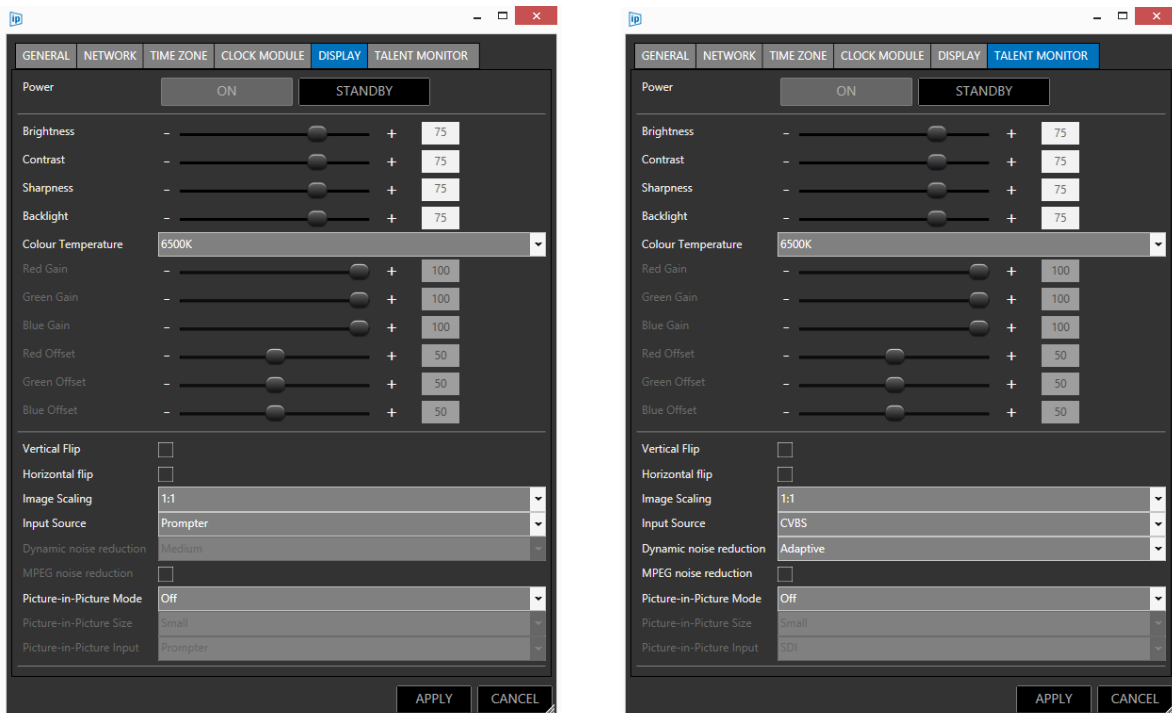 ip
GENERAL NETWORK TIME ZONE CLOCK MODULE DISPLAY TALENT MONITOR
Power ON STANDBY
Brightness - + 75
Contrast - + 75
Sharpness - + 75
Backlight - + 75
Colour Temperature 6500K
Red Gain - + 100
Green Gain - + 100
Blue Gain - + 100
Red Offset - + 50
Green Offset - + 50
Blue Offset - + 50
Vertical Flip
Horizontal flip
Image Scaling 1:1
Input Source Prompter
Dynamic noise reduction Medium
MPEG noise reduction
Picture-in-Picture Mode Off
Picture-in-Picture Size Small
Picture-in-Picture Input Prompter
APPLY CANCEL
ip
GENERAL NETWORK TIME ZONE CLOCK MODULE DISPLAY TALENT MONITOR
Power ON STANDBY
Brightness - + 75
Contrast - + 75
Sharpness - + 75
Backlight - + 75
Colour Temperature 6500K
Red Gain - + 100
Green Gain - + 100
Blue Gain - + 100
Red Offset - + 50
Green Offset - + 50
Blue Offset - + 50
Vertical Flip
Horizontal flip
Image Scaling 1:1
Input Source CVBS
Dynamic noise reduction Adaptive
MPEG noise reduction
Picture-in-Picture Mode Off
Picture-in-Picture Size Small
Picture-in-Picture Input SDI
APPLY CANCEL